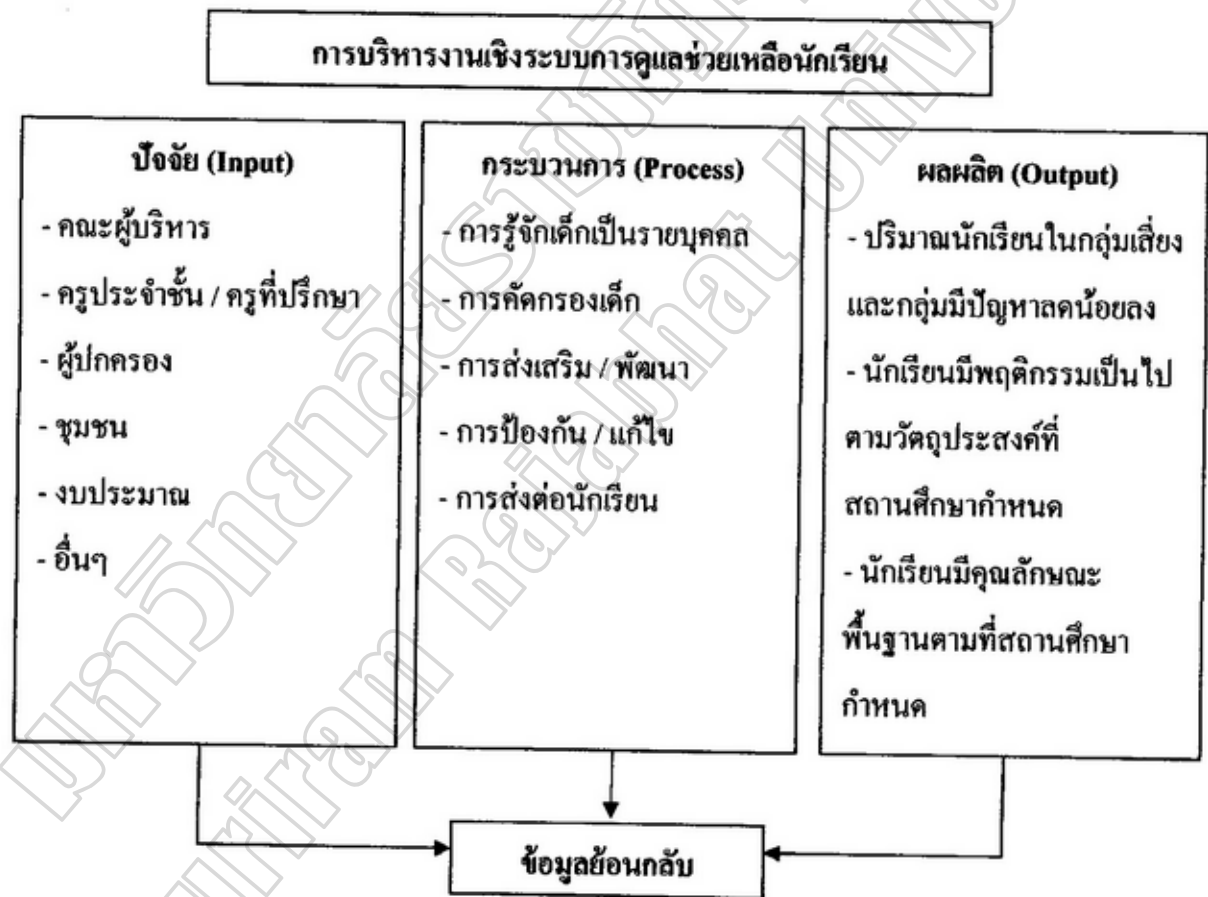 การบริหารงานเชิงระบบการดูแลช่วยเหลือนักเรียน
ปัจจัย (Input)
- คณะผู้บริหาร
- ครูประจำชั้น / ครูที่ปรึกษา
- ผู้ปกครอง
- ชุมชน
- งบประมาณ
- อื่นๆ
กระบวนการ (Process)
- การรู้จักเด็กเป็นรายบุคคล
- การคัดกรองเด็ก
- การส่งเสริม / พัฒนา
- การป้องกัน / แก้ไข
- การส่งต่อนักเรียน
ผลผลิต (Output)
- ปริมาณนักเรียนในกลุ่มเสี่ยง
และกลุ่มมีปัญหาลดน้อยลง
- นักเรียนมีพฤติกรรมเป็นไป
ตามวัตถุประสงค์ที่
สถานศึกษากำหนด
- นักเรียนมีคุณลักษณะ
พื้นฐานตามที่สถานศึกษา
กำหนด
ข้อมูลย้อนกลับ